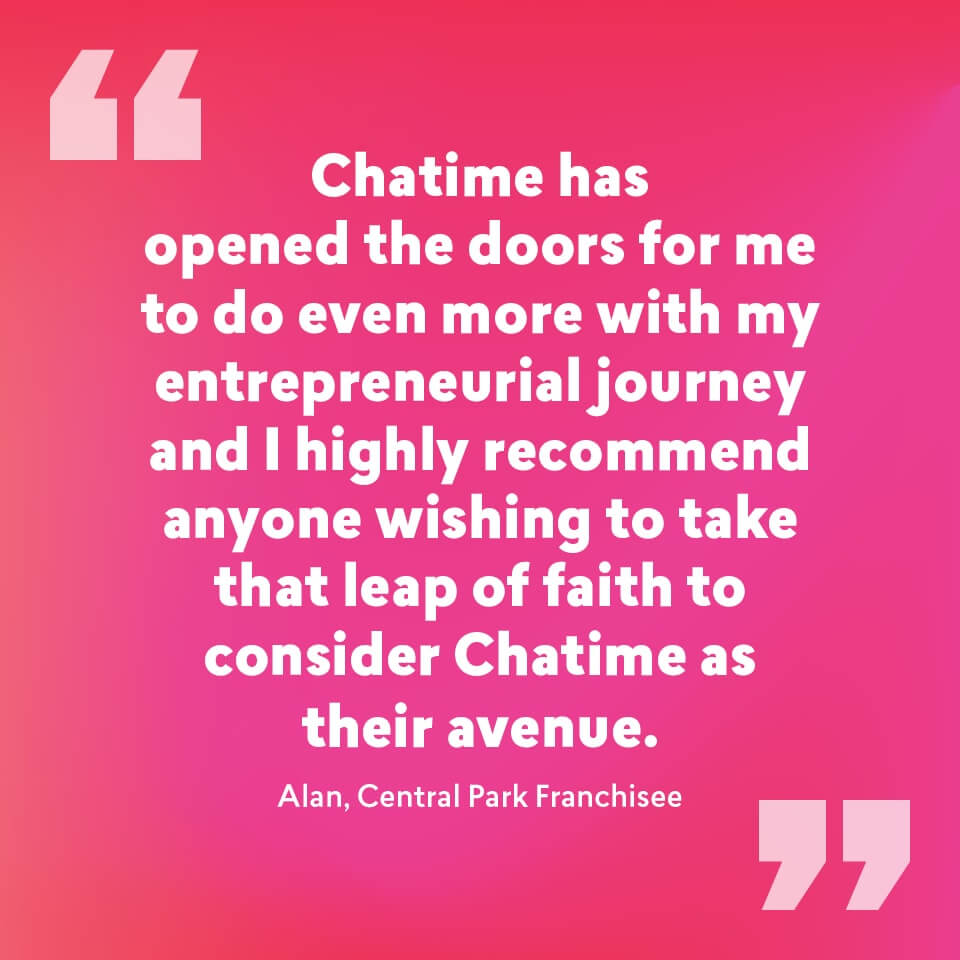 “
Chatime has
opened the doors for me
to do even more with my
entrepreneurial journey
and I highly recommend
anyone wishing to take
that leap of faith to
consider Chatime as
their avenue.
Alan, Central Park Franchisee
”